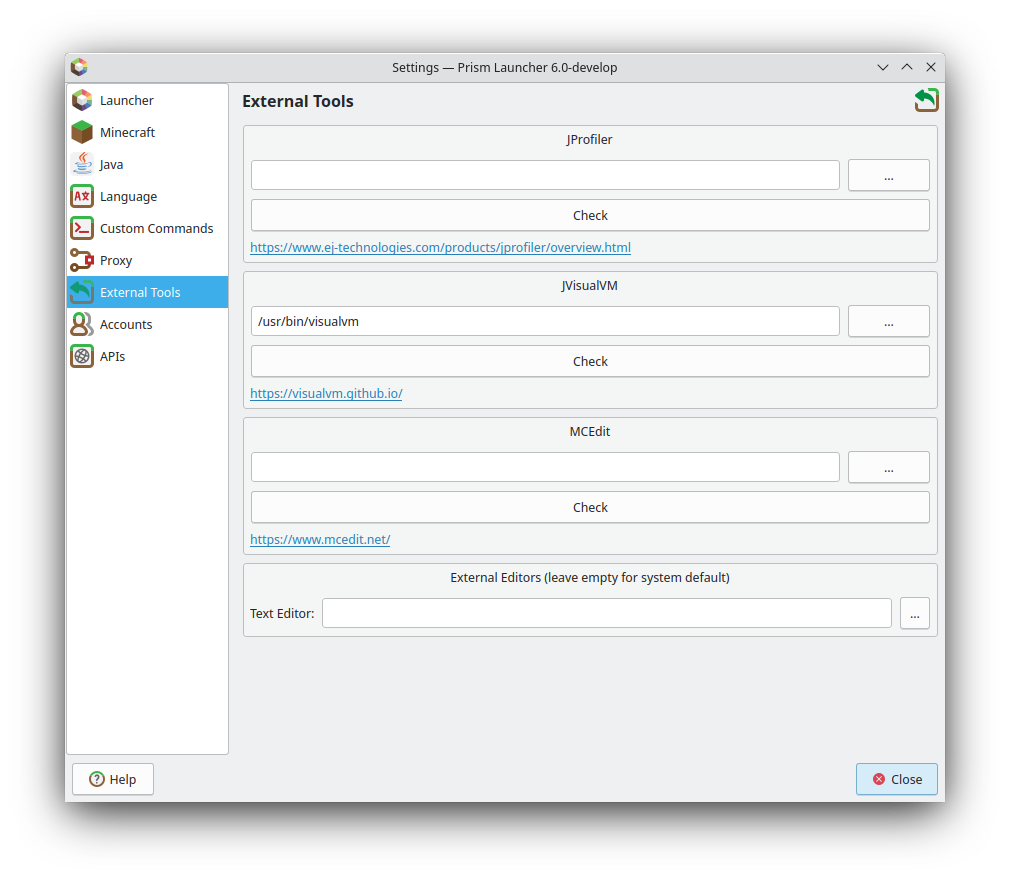 Settings — Prism Launcher 6.0-develop
Launcher
Minecraft
Java
Language
Custom Commands
Proxy
External Tools
Accounts
APIs
External Tools
JProfiler
...
Check
https://www.ej-technologies.com/products/jprofiler/overview.html
JVisualVM
/usr/bin/visualvm
...
Check
https://visualvm.github.io/
MCEdit
...
Check
https://www.mcedit.net/
External Editors (leave empty for system default)
Text Editor:
...
Help
Close